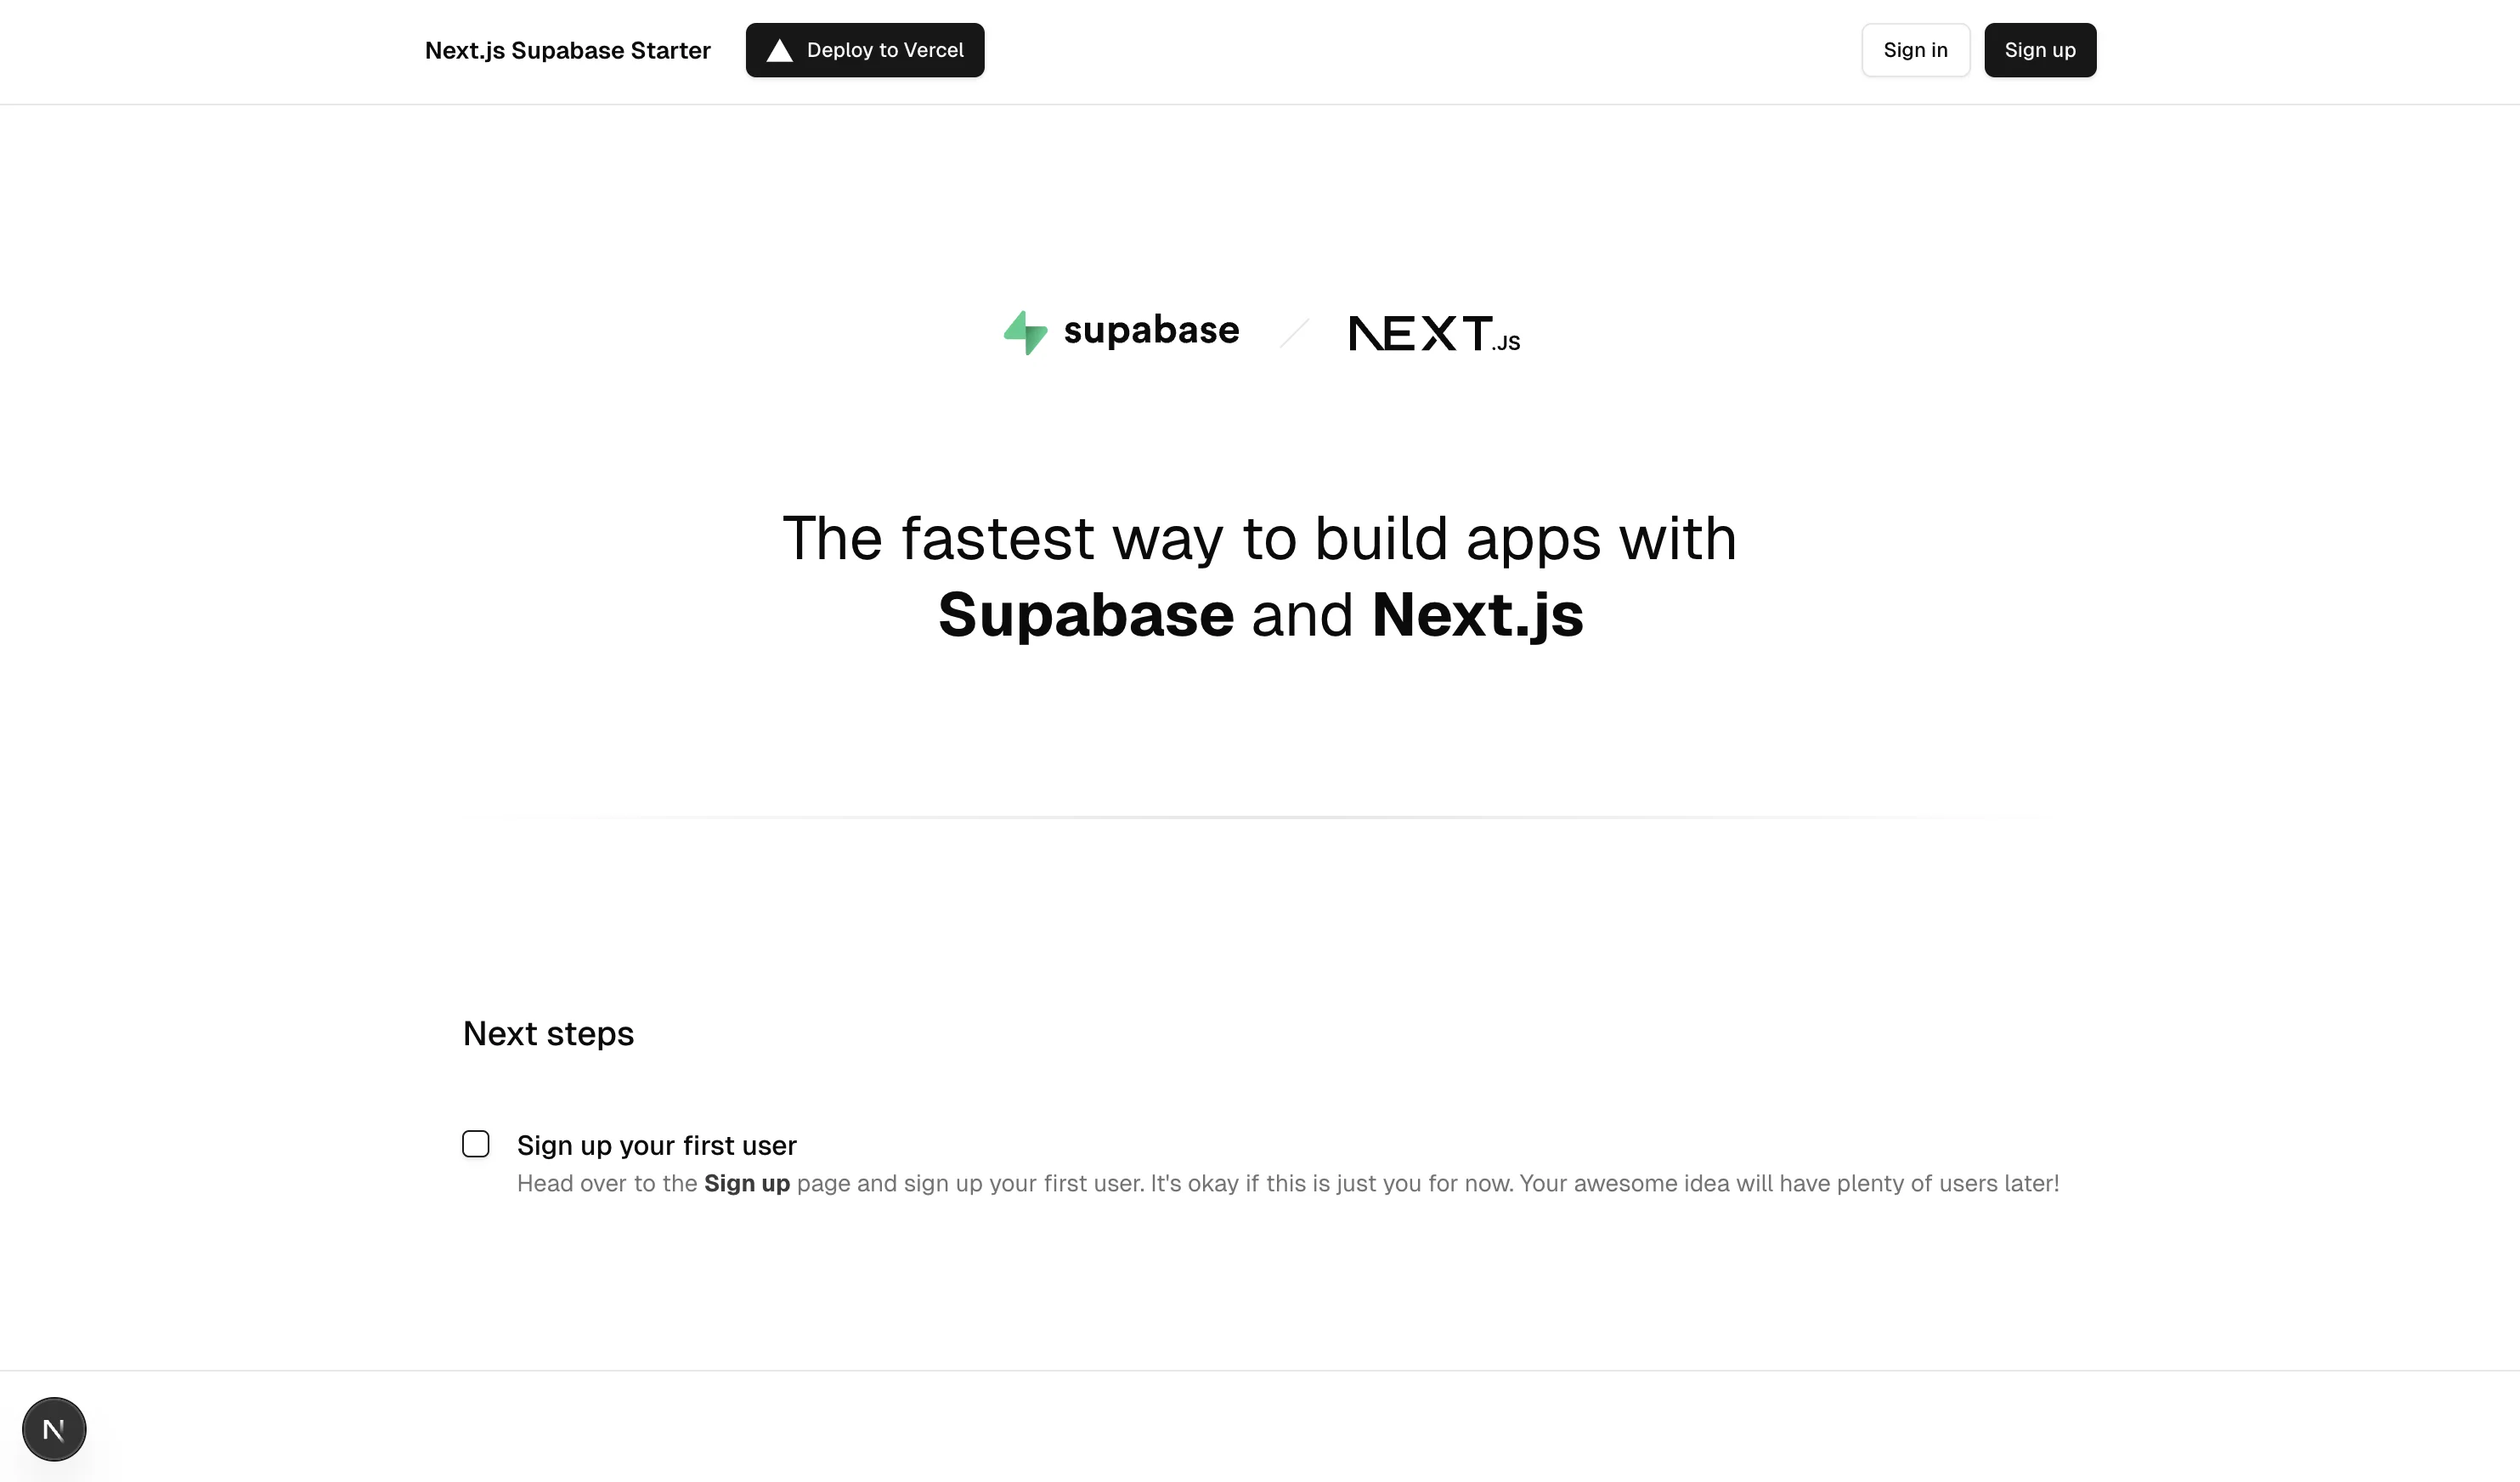 Next.js Supabase Starter
Deploy to Vercel
Sign in
Sign up
supabase
NEXT.JS
The fastest way to build apps with
Supabase and Next.js
Next steps
Sign up your first user
Head over to the Sign up page and sign up your first user. It's okay if this is just you for now. Your awesome idea will have plenty of users later!
N